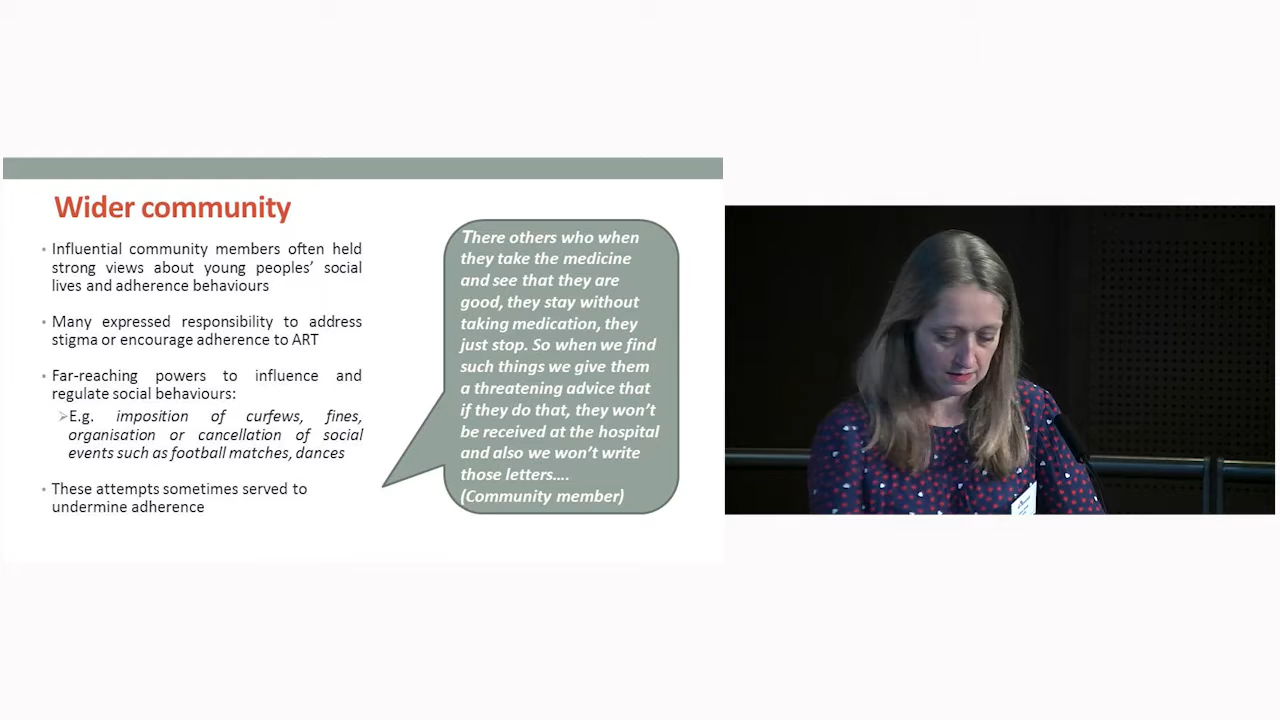 Wider community
Influential community members often held
strong views about young peoples’ social
lives and adherence behaviours
Many expressed responsibility to address
stigma or encourage adherence to ART
Far-reaching powers to influence and
regulate social behaviours:
E.g. imposition of curfews, fines,
organisation or cancellation of social
events such as football matches, dances
These attempts sometimes served to
undermine adherence
There others who when
they take the medicine
and see that they are
good, they stay without
taking medication, they
just stop. So when we find
such things we give them
a threatening advice that
if they do that, they won’t
be received at the hospital
and also we won’t write
those letters....
(Community member)